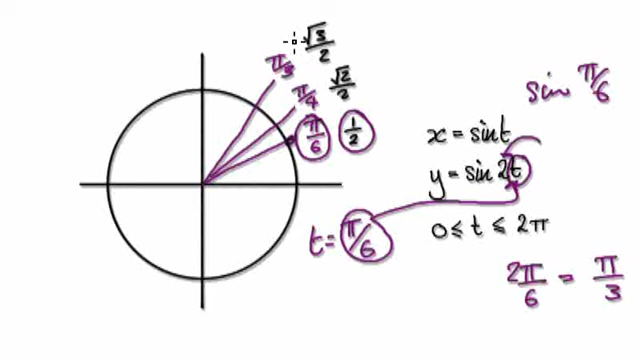 √3/2
π/3
√2/2
π/4
π/6 1/2
sin π/6
x = sint
y = sin 2t
0 ≤ t ≤ 2π
t = π/6
2π/6 = π/3